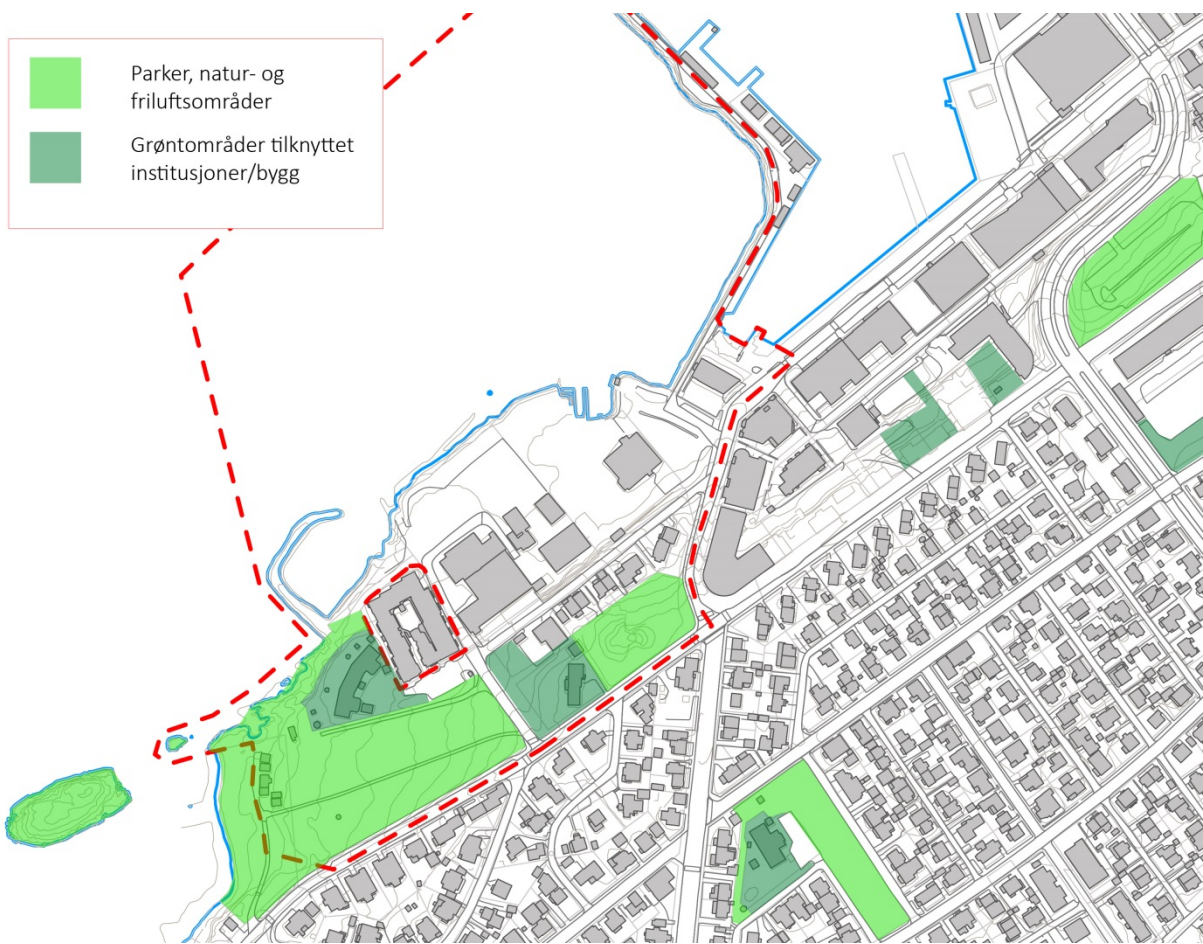 Parker, natur- og
friluftsområder
Grøntområder tilknyttet
institusjoner/bygg